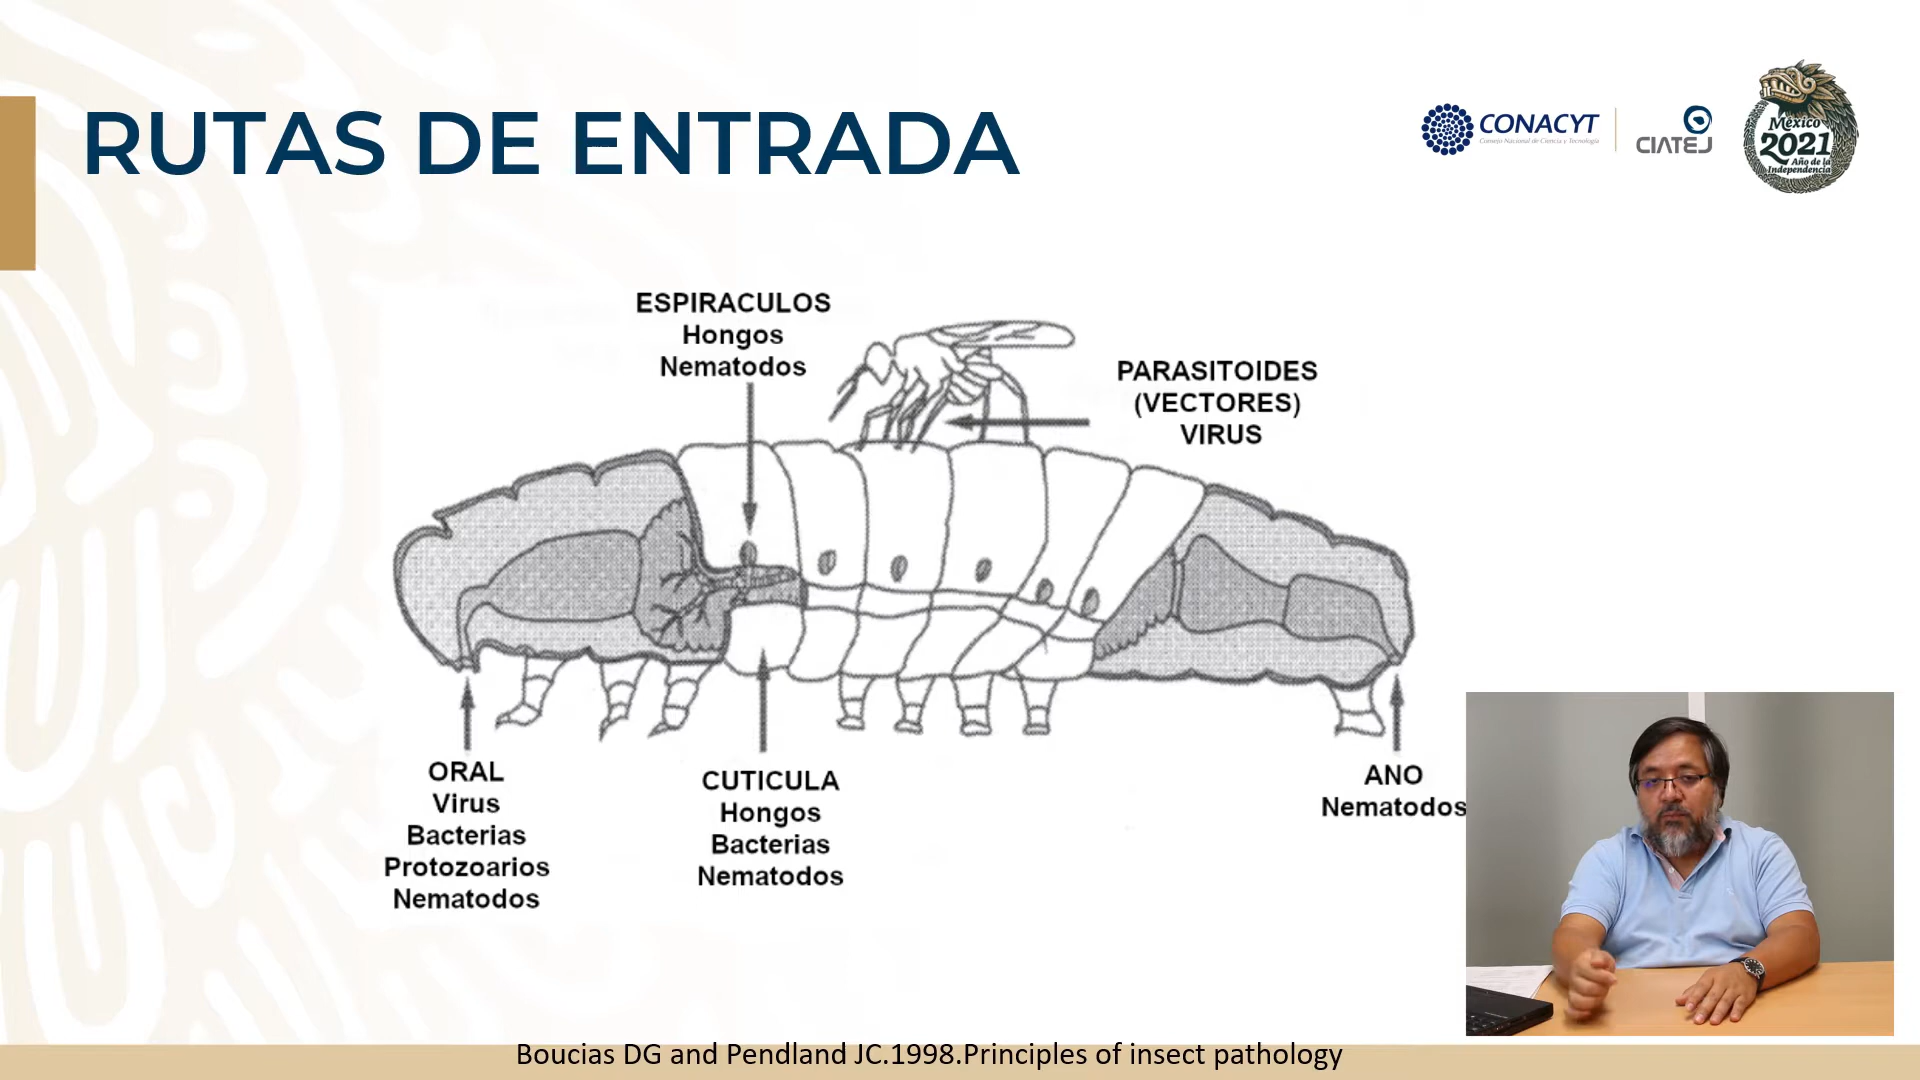 RUTAS DE ENTRADA
CONACYT
Consejo Nacional de Ciencia y Tecnología
CIATEJ
México
2021
Año de la
Independencia
ESPIRACULOS
Hongos
Nematodos
PARASITOIDES
(VECTORES)
VIRUS
ORAL
Virus
Bacterias
Protozoarios
Nematodos
CUTICULA
Hongos
Bacterias
Nematodos
ANO
Nematodos
Boucias DG and Pendland JC.1998.Principles of insect pathology